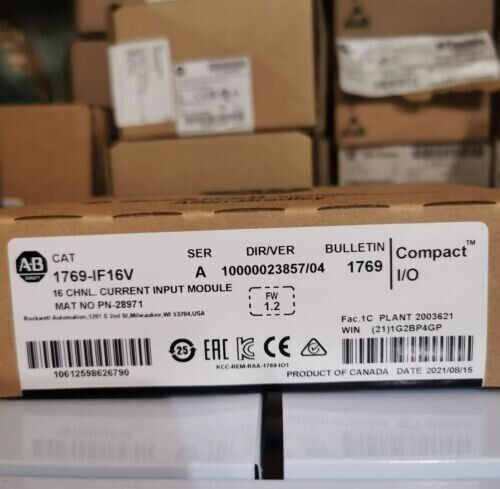 A-B
CAT
1769-IF16V
SER
A
DIR/VER
10000023857/04
BULLETIN
1769
Compact™
I/O
16 CHNL. CURRENT INPUT MODULE
MAT NO PN-28971
Rockwell Automation,1201 S 2nd St,Milwaukee,WI 53204,USA
FW
1.2
Fac.1C PLANT 2003621
WIN (21)1G2BP4GP
25
EAC
KCC-REM-RAA-1769-IO1
10612598626790
PRODUCT OF CANADA DATE 2021/08/15